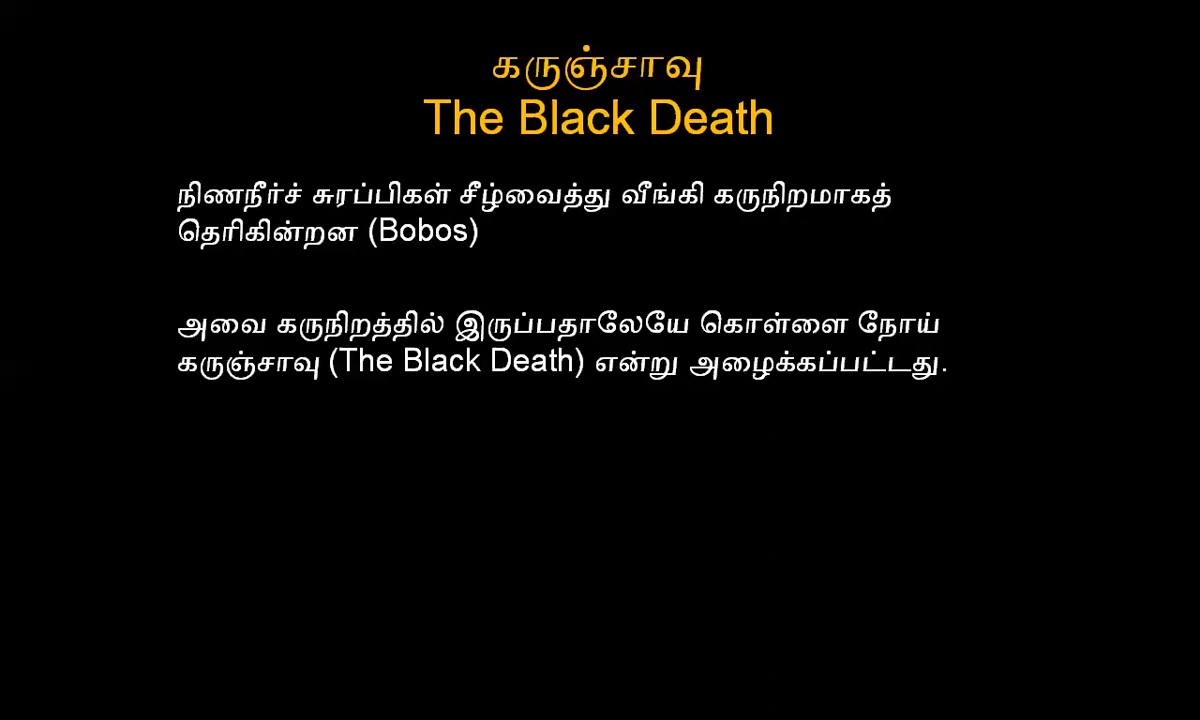 கருஞ்சாவு
The Black Death
நிணநீர்ச் சுரப்பிகள் சீழ்வைத்து வீங்கி கருநிறமாகத்
தெரிகின்றன (Bobos)
அவை கருநிறத்தில் இருப்பதாலேயே கொள்ளை நோய்
கருஞ்சாவு (The Black Death) என்று அழைக்கப்பட்டது.